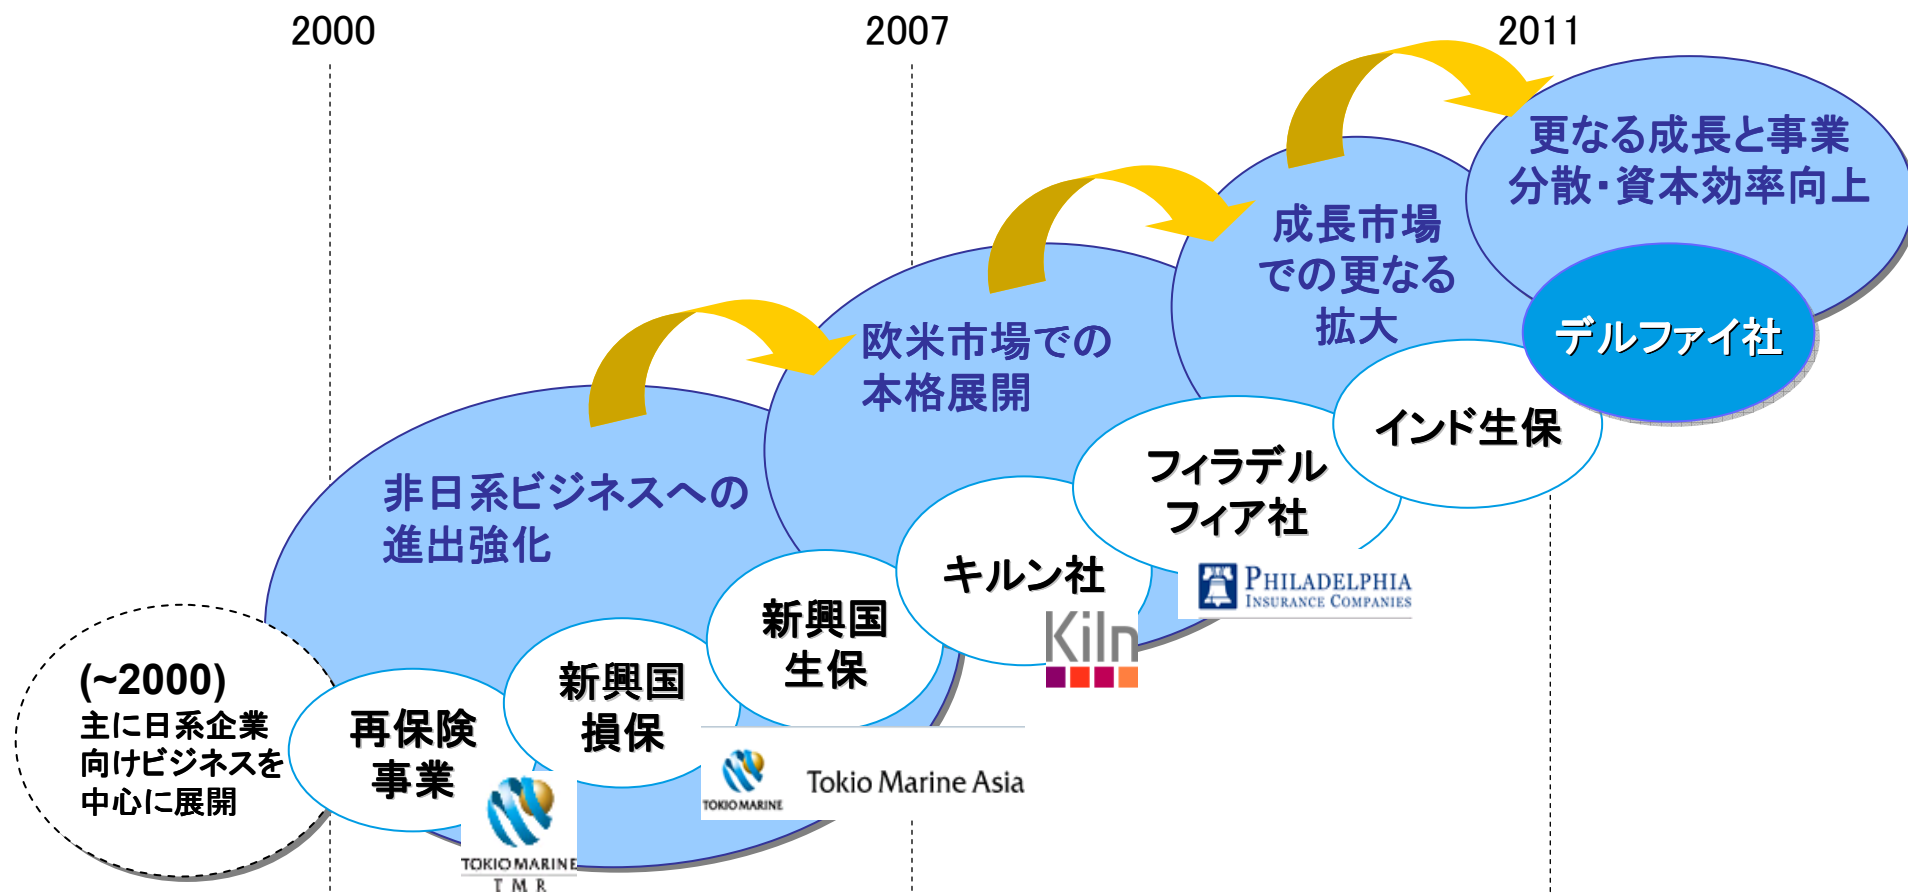 2000
2007
2011
更なる成長と事業
分散・資本効率向上
成長市場
での更なる
拡大
デルファイ社
欧米市場での
本格展開
インド生保
フィラデル
フィア社
非日系ビジネスへの
進出強化
キルン社
PHILADELPHIA
INSURANCE COMPANIES
新興国
生保
Kiln
(~2000)
主に日系企業
向けビジネスを
中心に展開
再保険
事業
新興国
損保
TOKIO MARINE
Tokio Marine Asia
TOKIO MARINE
T M R